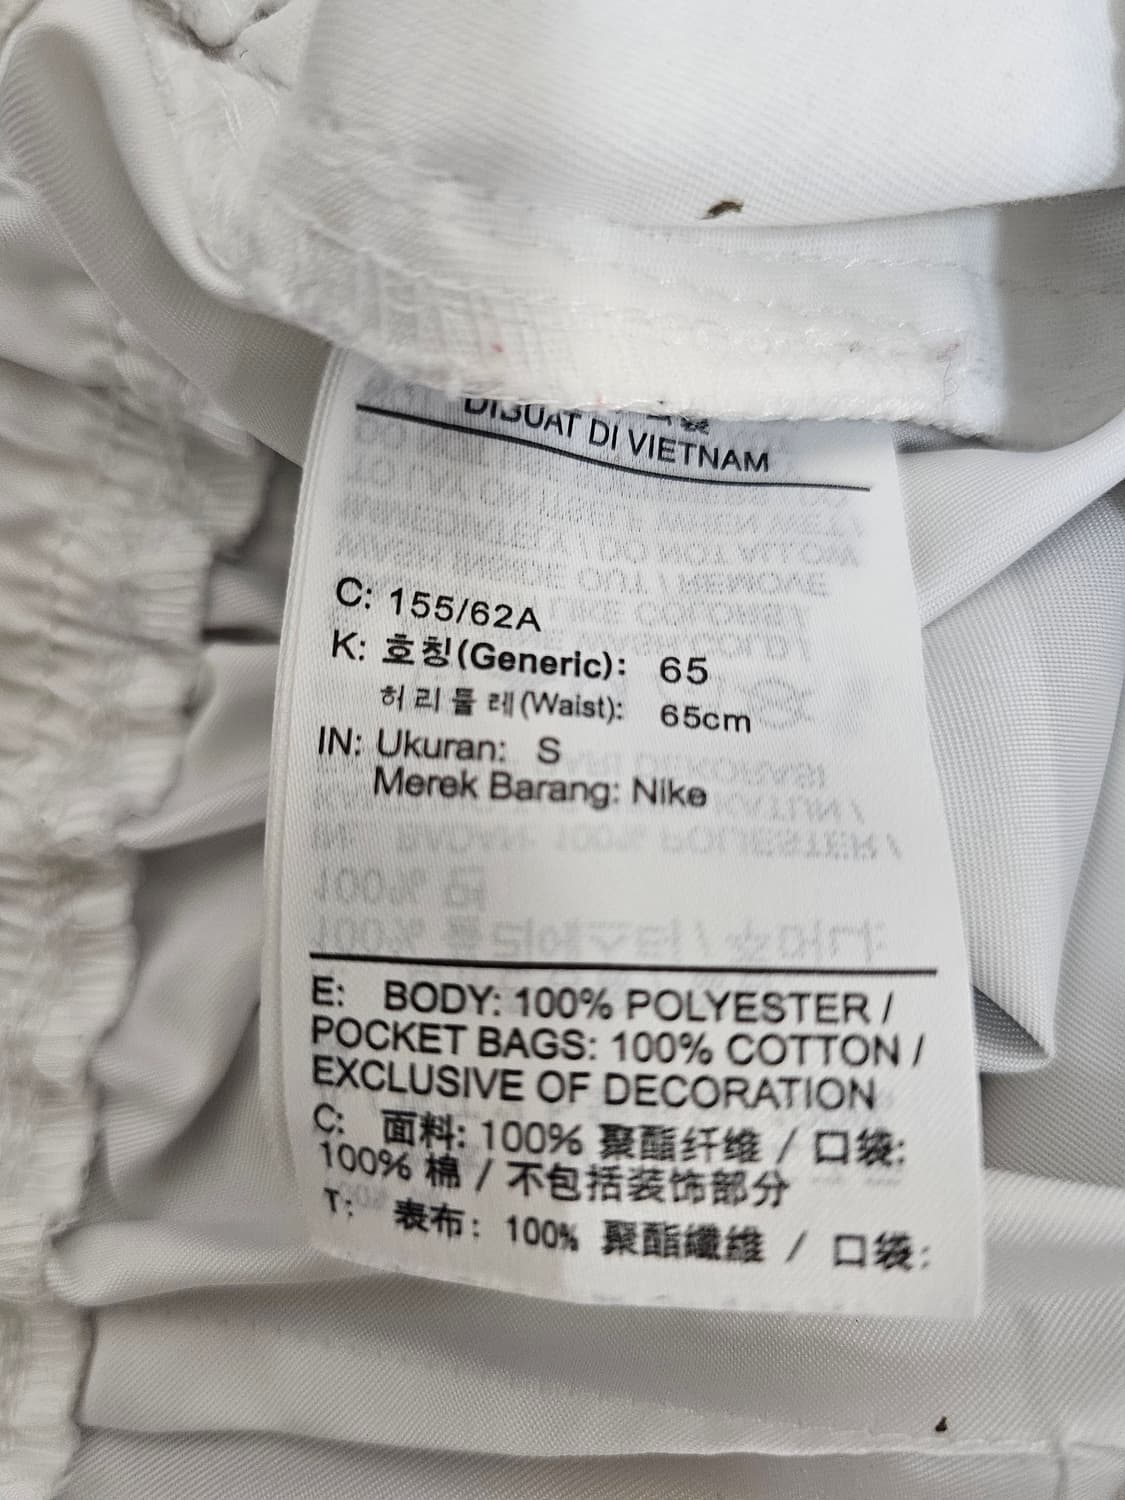 DIBUAT DI VIETNAM
C: 155/62A
K: 호칭(Generic): 65
허리둘레(Waist): 65cm
IN: Ukuran: S
Merek Barang: Nike
E: BODY: 100% POLYESTER /
POCKET BAGS: 100% COTTON /
EXCLUSIVE OF DECORATION
C: 面料: 100% 聚酯纤维 / 口袋:
100% 棉 / 不包括装饰部分
T: 表布: 100% 聚酯纖維 / 口袋: